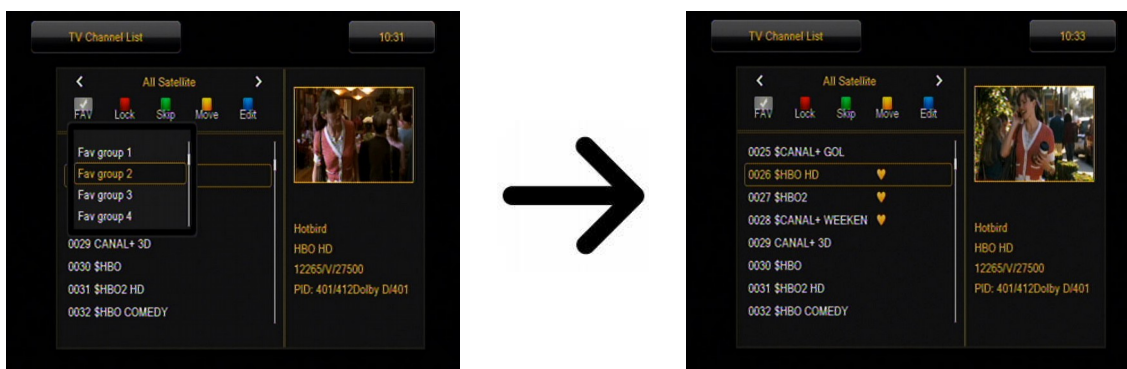 TV Channel List
10:31
All Satellite
FAV Lock Skip Move Edit
Fav group 1
Fav group 2
Fav group 3
Fav group 4
0029 CANAL+ 3D
0030 $HBO
0031 $HBO2 HD
0032 $HBO COMEDY
Hotbird
HBO HD
12265/V/27500
PID: 401/412Dolby D/401
TV Channel List
10:33
All Satellite
FAV Lock Skip Move Edit
0025 $CANAL+ GOL
0026 $HBO HD
0027 $HBO2
0028 $CANAL+ WEEKEN
0029 CANAL+ 3D
0030 $HBO
0031 $HBO2 HD
0032 $HBO COMEDY
Hotbird
HBO HD
12265/V/27500
PID: 401/412Dolby D/401